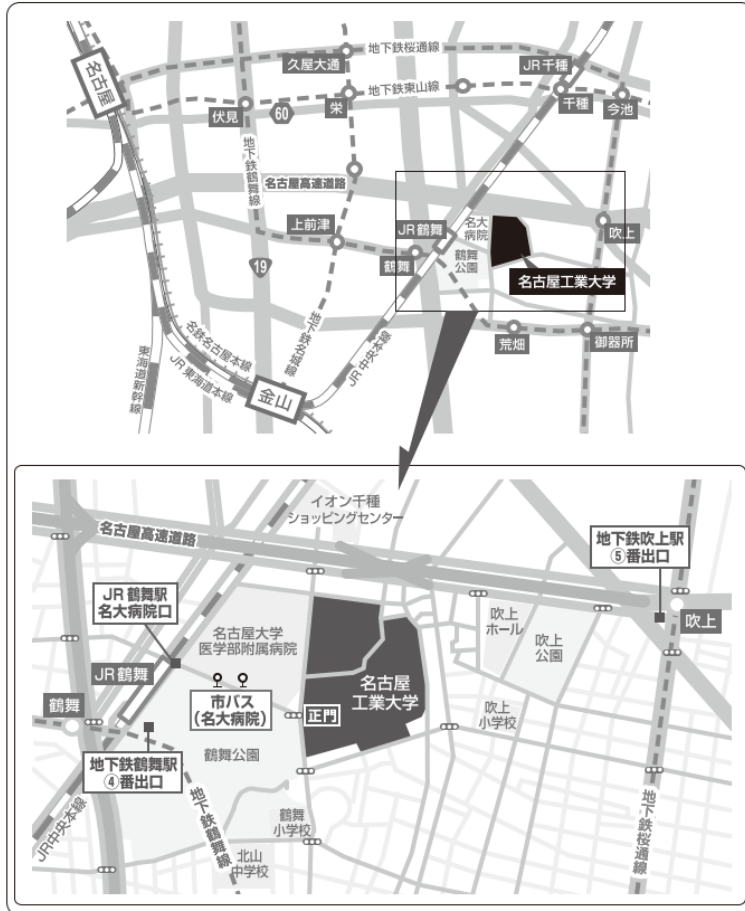 地下鉄桜通線
久屋大通
JR千種
名古屋
地下鉄東山線
伏見
60
栄
千種
今池
地下鉄鶴舞線
名古屋高速道路
上前津
JR鶴舞
名大
病院
吹上
鶴舞
鶴舞
公園
名古屋工業大学
19
地下鉄名城線
JR中央本線
荒畑
御器所
名鉄名古屋本線
JR東海道本線
東海道新幹線
金山
イオン千種
ショッピングセンター
名古屋高速道路
地下鉄吹上駅
⑤番出口
JR鶴舞駅
名大病院口
名古屋大学
医学部附属病院
吹上
ホール
吹上
公園
吹上
JR鶴舞
名古屋
工業大学
鶴舞
市バス
(名大病院)
正門
吹上
小学校
地下鉄鶴舞駅
④番出口
鶴舞公園
地下鉄桜通線
JR中央本線
地下鉄鶴舞線
鶴舞
小学校
北山
中学校